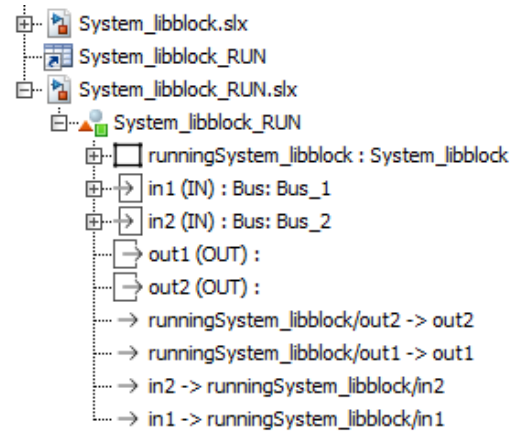 System_libblock.slx
System_libblock_RUN
System_libblock_RUN.slx
System_libblock_RUN
runningSystem_libblock : System_libblock
in1 (IN) : Bus: Bus_1
in2 (IN) : Bus: Bus_2
out1 (OUT) :
out2 (OUT) :
runningSystem_libblock/out2 -> out2
runningSystem_libblock/out1 -> out1
in2 -> runningSystem_libblock/in2
in1 -> runningSystem_libblock/in1